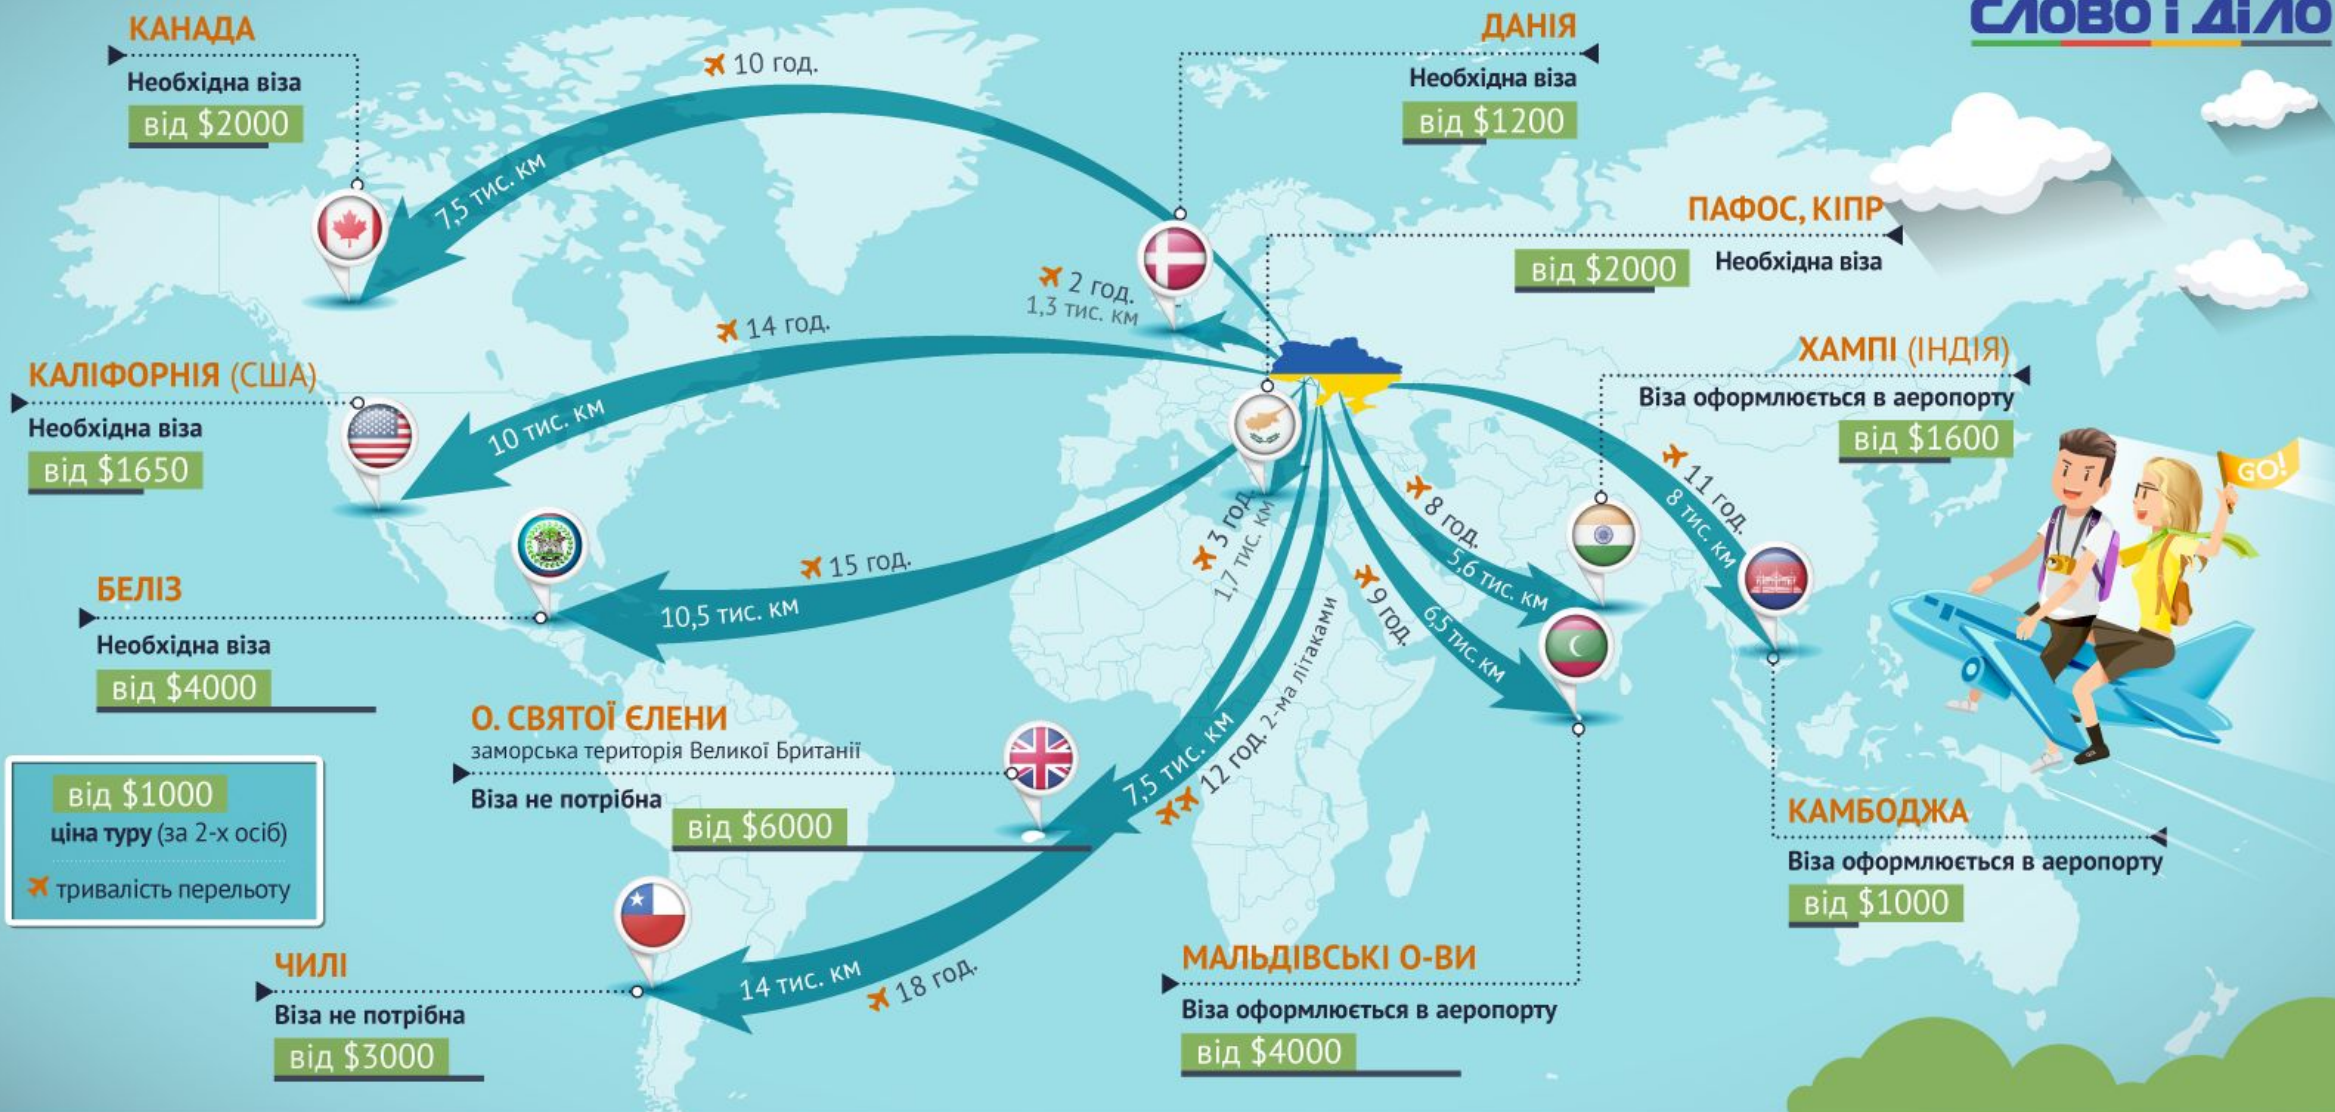 СЛОВО і ДіЛО
КАНАДА
Необхідна віза
від $2000
10 год.
7,5 тис. км
ДАНІЯ
Необхідна віза
від $1200
2 год.
1,3 тис. км
ПАФОС, КІПР
від $2000
Необхідна віза
3 год.
1,7 тис. км
КАЛІФОРНІЯ (США)
Необхідна віза
від $1650
14 год.
10 тис. км
ХАМПІ (ІНДІЯ)
Віза оформлюється в аеропорту
від $1600
8 год.
5,6 тис. км
11 год.
8 тис. км
GO!
БЕЛІЗ
Необхідна віза
від $4000
15 год.
10,5 тис. км
О. СВЯТОЇ ЄЛЕНИ
заморська територія Великої Британії
Віза не потрібна
від $6000
7,5 тис. км
12 год. 2-ма літаками
9 год.
6,5 тис. км
від $1000
ціна туру (за 2-х осіб)
тривалість перельоту
ЧИЛІ
Віза не потрібна
від $3000
14 тис. км
18 год.
МАЛЬДІВСЬКІ О-ВИ
Віза оформлюється в аеропорту
від $4000
КАМБОДЖА
Віза оформлюється в аеропорту
від $1000